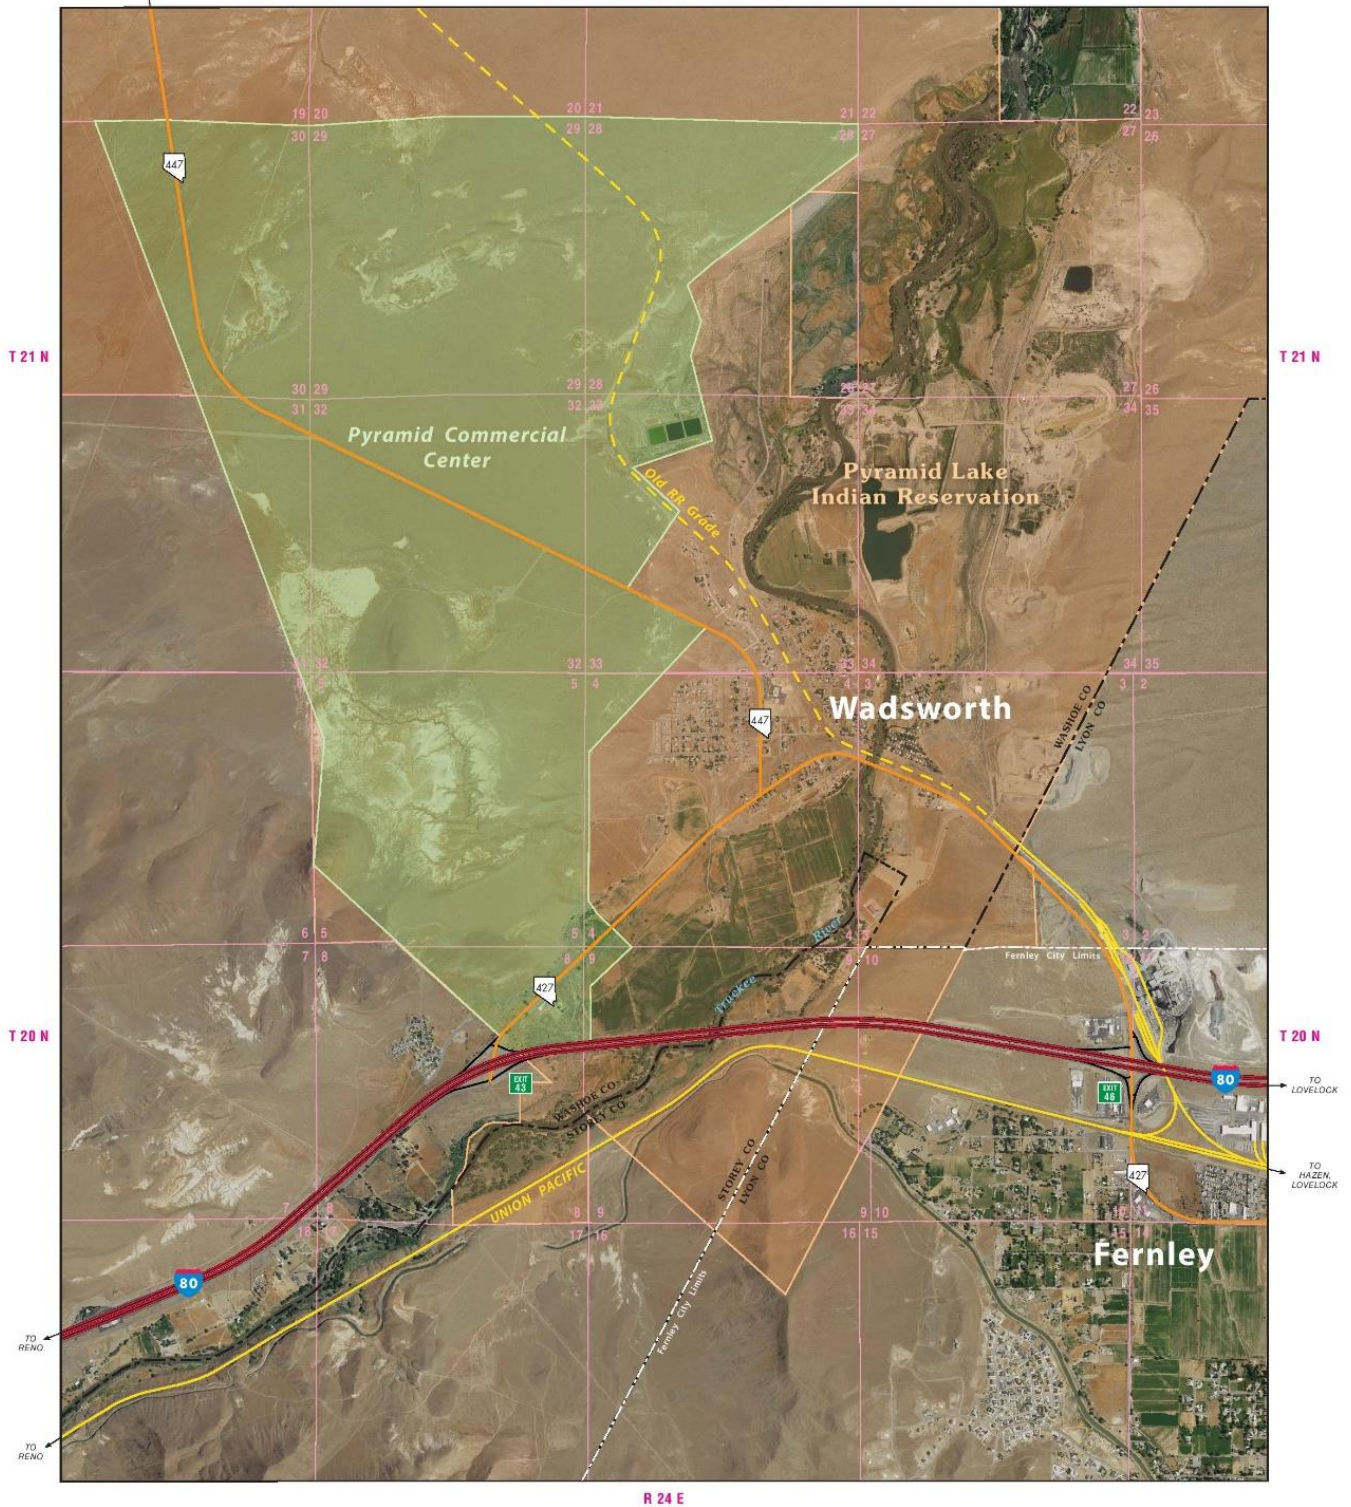 19 20
20 21
21 22
22 23
30 29
29 28
28 27
27 26
447
T 21 N
T 21 N
30 29
29 28
27 26
31 32
32 33
33 34
34 35
Pyramid Commercial
Center
Pyramid Lake
Indian Reservation
Old RR Grade
32 33
33 34
34 35
5 4
4 3
3 2
Wadsworth
447
WASHOE CO
LYON CO
6 5
5 4
7 8
8 9
9 10
River
Fernley City Limits
427
Truckee
T 20 N
T 20 N
EXIT
43
EXIT
46
80
TO
LOVELOCK
WASHOE CO
STOREY CO
STOREY CO
LYON CO
TO
HAZEN,
LOVELOCK
427
UNION PACIFIC
8 9
9 10
17 16
16 15
Fernley
80
Fernley City Limits
TO
RENO
TO
RENO
R 24 E